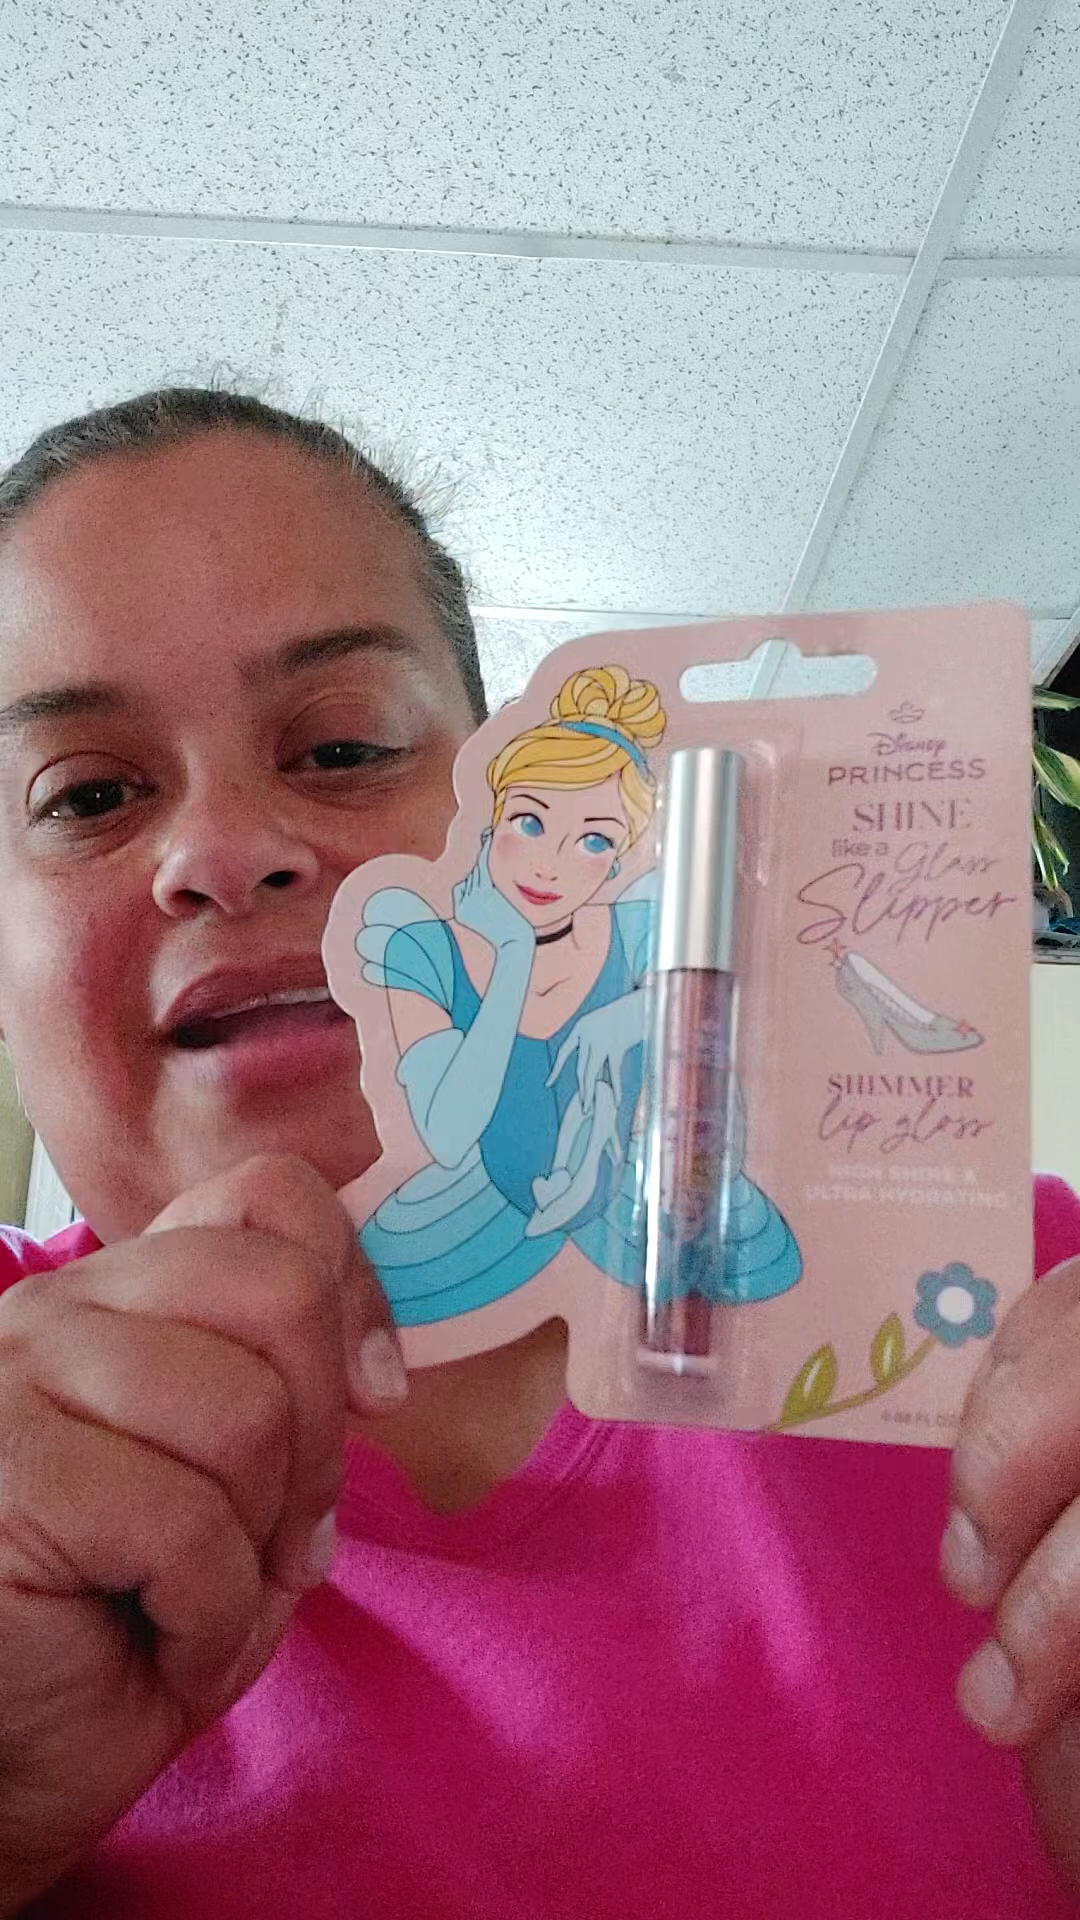 Disney
PRINCESS
SHINE
like a Glass
Slipper
SHIMMER
lip gloss
HIGH SHINE &
ULTRA HYDRATING